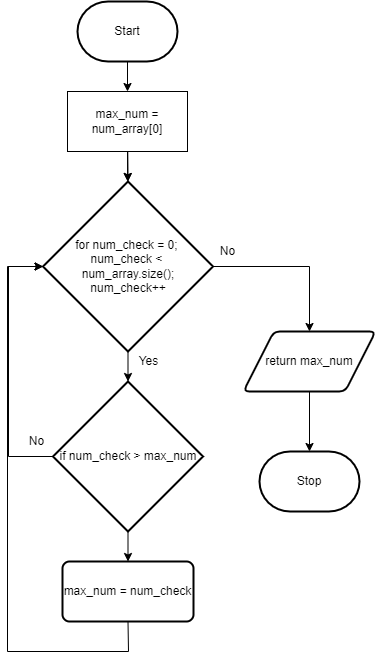 Start
max_num =
num_array[0]
for num_check = 0;
num_check <
num_array.size();
num_check++
No
Yes
return max_num
No
if num_check > max_num
Stop
max_num = num_check